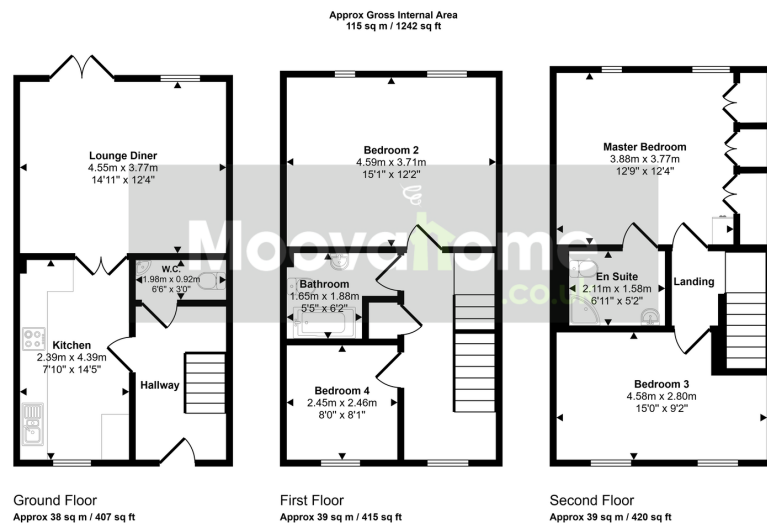 Approx Gross Internal Area
115 sq m / 1242 sq ft
Lounge Diner
4.55m x 3.77m
14'11" x 12'4"
W.C.
1.98m x 0.92m
6'6" x 3'0"
Kitchen
2.39m x 4.39m
7'10" x 14'5"
Hallway
Ground Floor
Approx 38 sq m / 407 sq ft
Bedroom 2
4.59m x 3.71m
15'1" x 12'2"
Bathroom
1.65m x 1.88m
5'5" x 6'2"
Bedroom 4
2.45m x 2.46m
8'0" x 8'1"
First Floor
Approx 39 sq m / 415 sq ft
Master Bedroom
3.88m x 3.77m
12'9" x 12'4"
En Suite
2.11m x 1.58m
6'11" x 5'2"
Landing
Bedroom 3
4.58m x 2.80m
15'0" x 9'2"
Second Floor
Approx 39 sq m / 420 sq ft
Moovahome
.co.uk